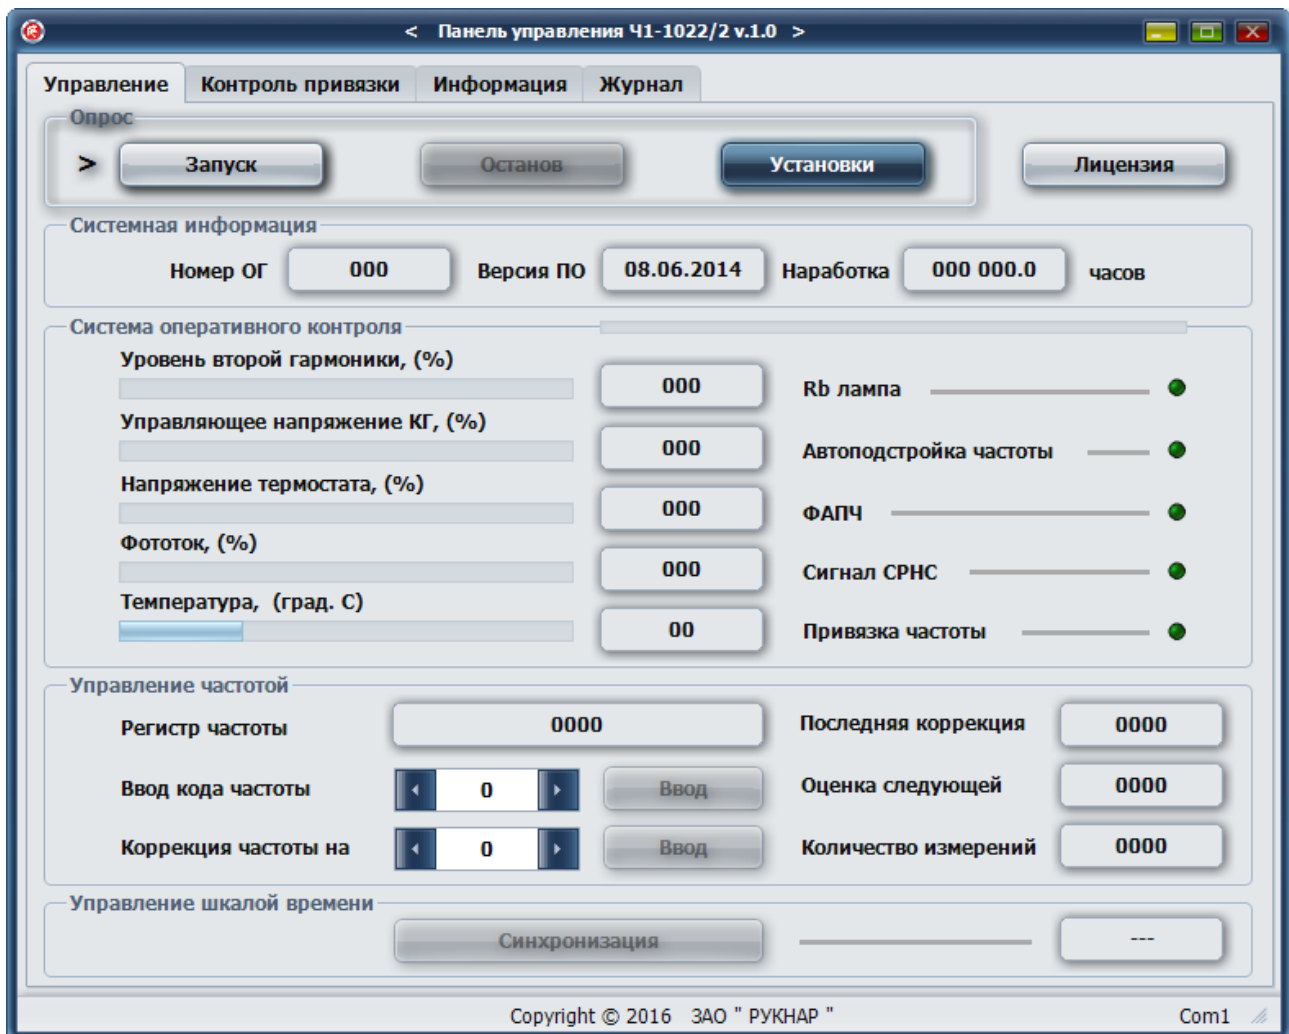 < Панель управления Ч1-1022/2 v.1.0 >
Управление Контроль привязки Информация Журнал
Опрос
> Запуск Останов Установки Лицензия
Системная информация
Номер ОГ 000 Версия ПО 08.06.2014 Наработка 000 000.0 часов
Система оперативного контроля
Уровень второй гармоники, (%)
000 Rb лампа
Управляющее напряжение КГ, (%)
000 Автоподстройка частоты
Напряжение термостата, (%)
000 ФАПЧ
Фототок, (%)
000 Сигнал СРНС
Температура, (град. С)
00 Привязка частоты
Управление частотой
Регистр частоты 0000 Последняя коррекция 0000
Ввод кода частоты 0 Ввод Оценка следующей 0000
Коррекция частоты на 0 Ввод Количество измерений 0000
Управление шкалой времени
Синхронизация ---
Copyright © 2016 ЗАО " РУКНАР " Com1